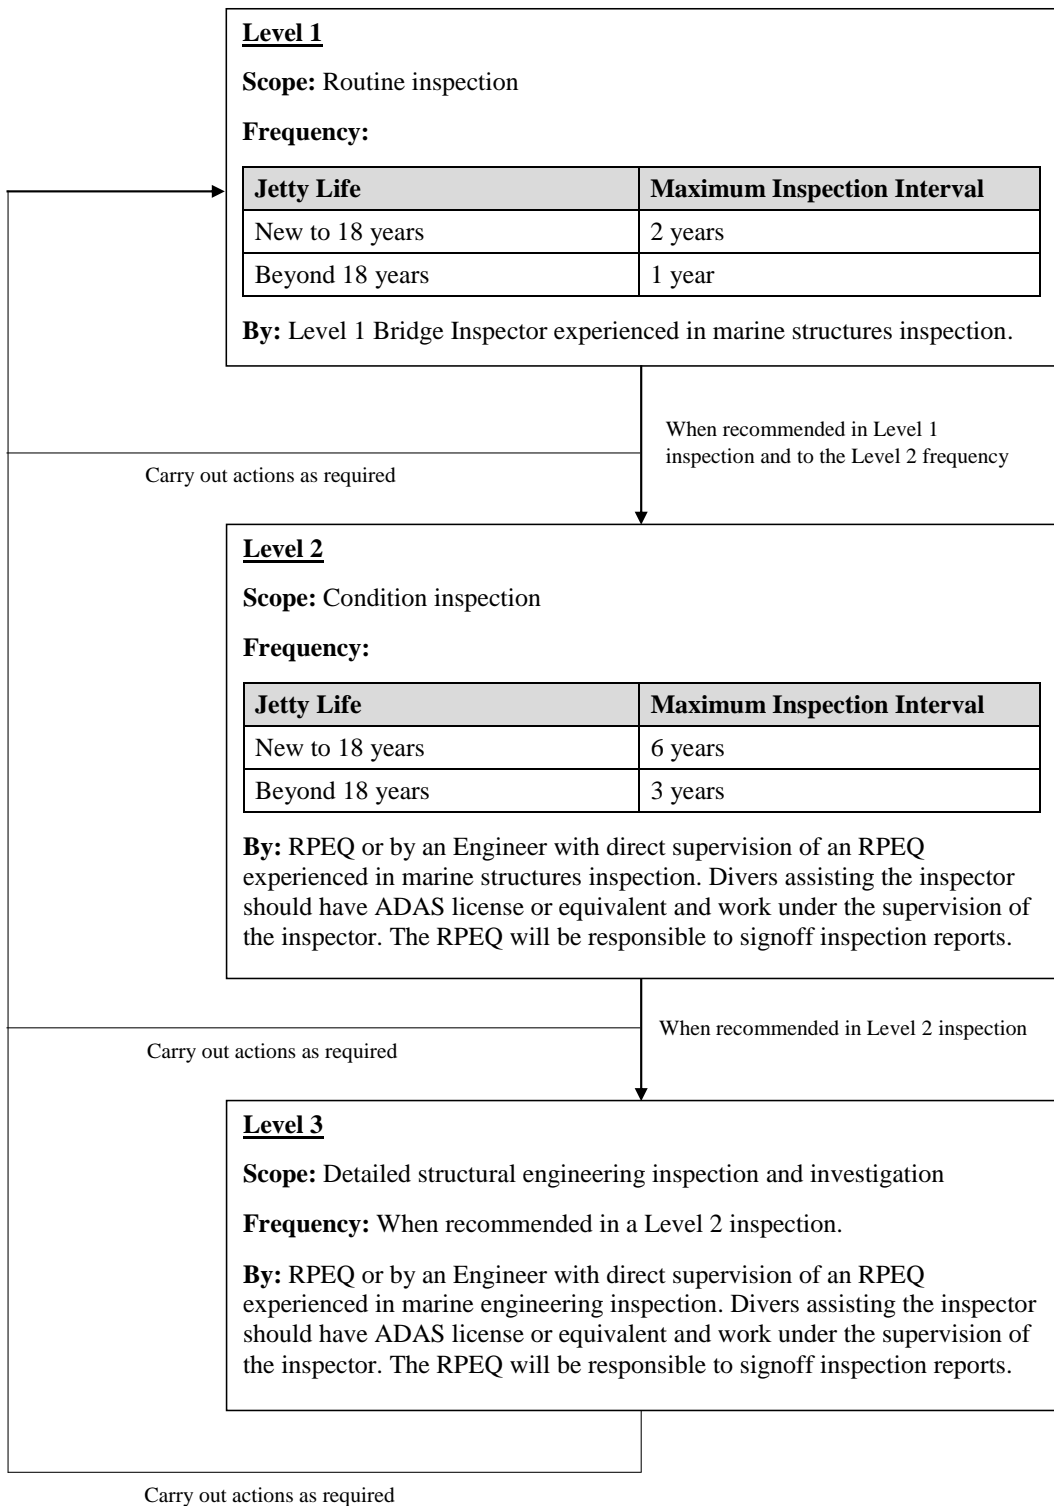 Level 1
Scope: Routine inspection
Frequency:
Jetty Life Maximum Inspection Interval
New to 18 years 2 years
Beyond 18 years 1 year
By: Level 1 Bridge Inspector experienced in marine structures inspection.
When recommended in Level 1
inspection and to the Level 2 frequency
Carry out actions as required
Level 2
Scope: Condition inspection
Frequency:
Jetty Life Maximum Inspection Interval
New to 18 years 6 years
Beyond 18 years 3 years
By: RPEQ or by an Engineer with direct supervision of an RPEQ
experienced in marine structures inspection. Divers assisting the inspector
should have ADAS license or equivalent and work under the supervision of
the inspector. The RPEQ will be responsible to signoff inspection reports.
When recommended in Level 2 inspection
Carry out actions as required
Level 3
Scope: Detailed structural engineering inspection and investigation
Frequency: When recommended in a Level 2 inspection.
By: RPEQ or by an Engineer with direct supervision of an RPEQ
experienced in marine engineering inspection. Divers assisting the inspector
should have ADAS license or equivalent and work under the supervision of
the inspector. The RPEQ will be responsible to signoff inspection reports.
Carry out actions as required